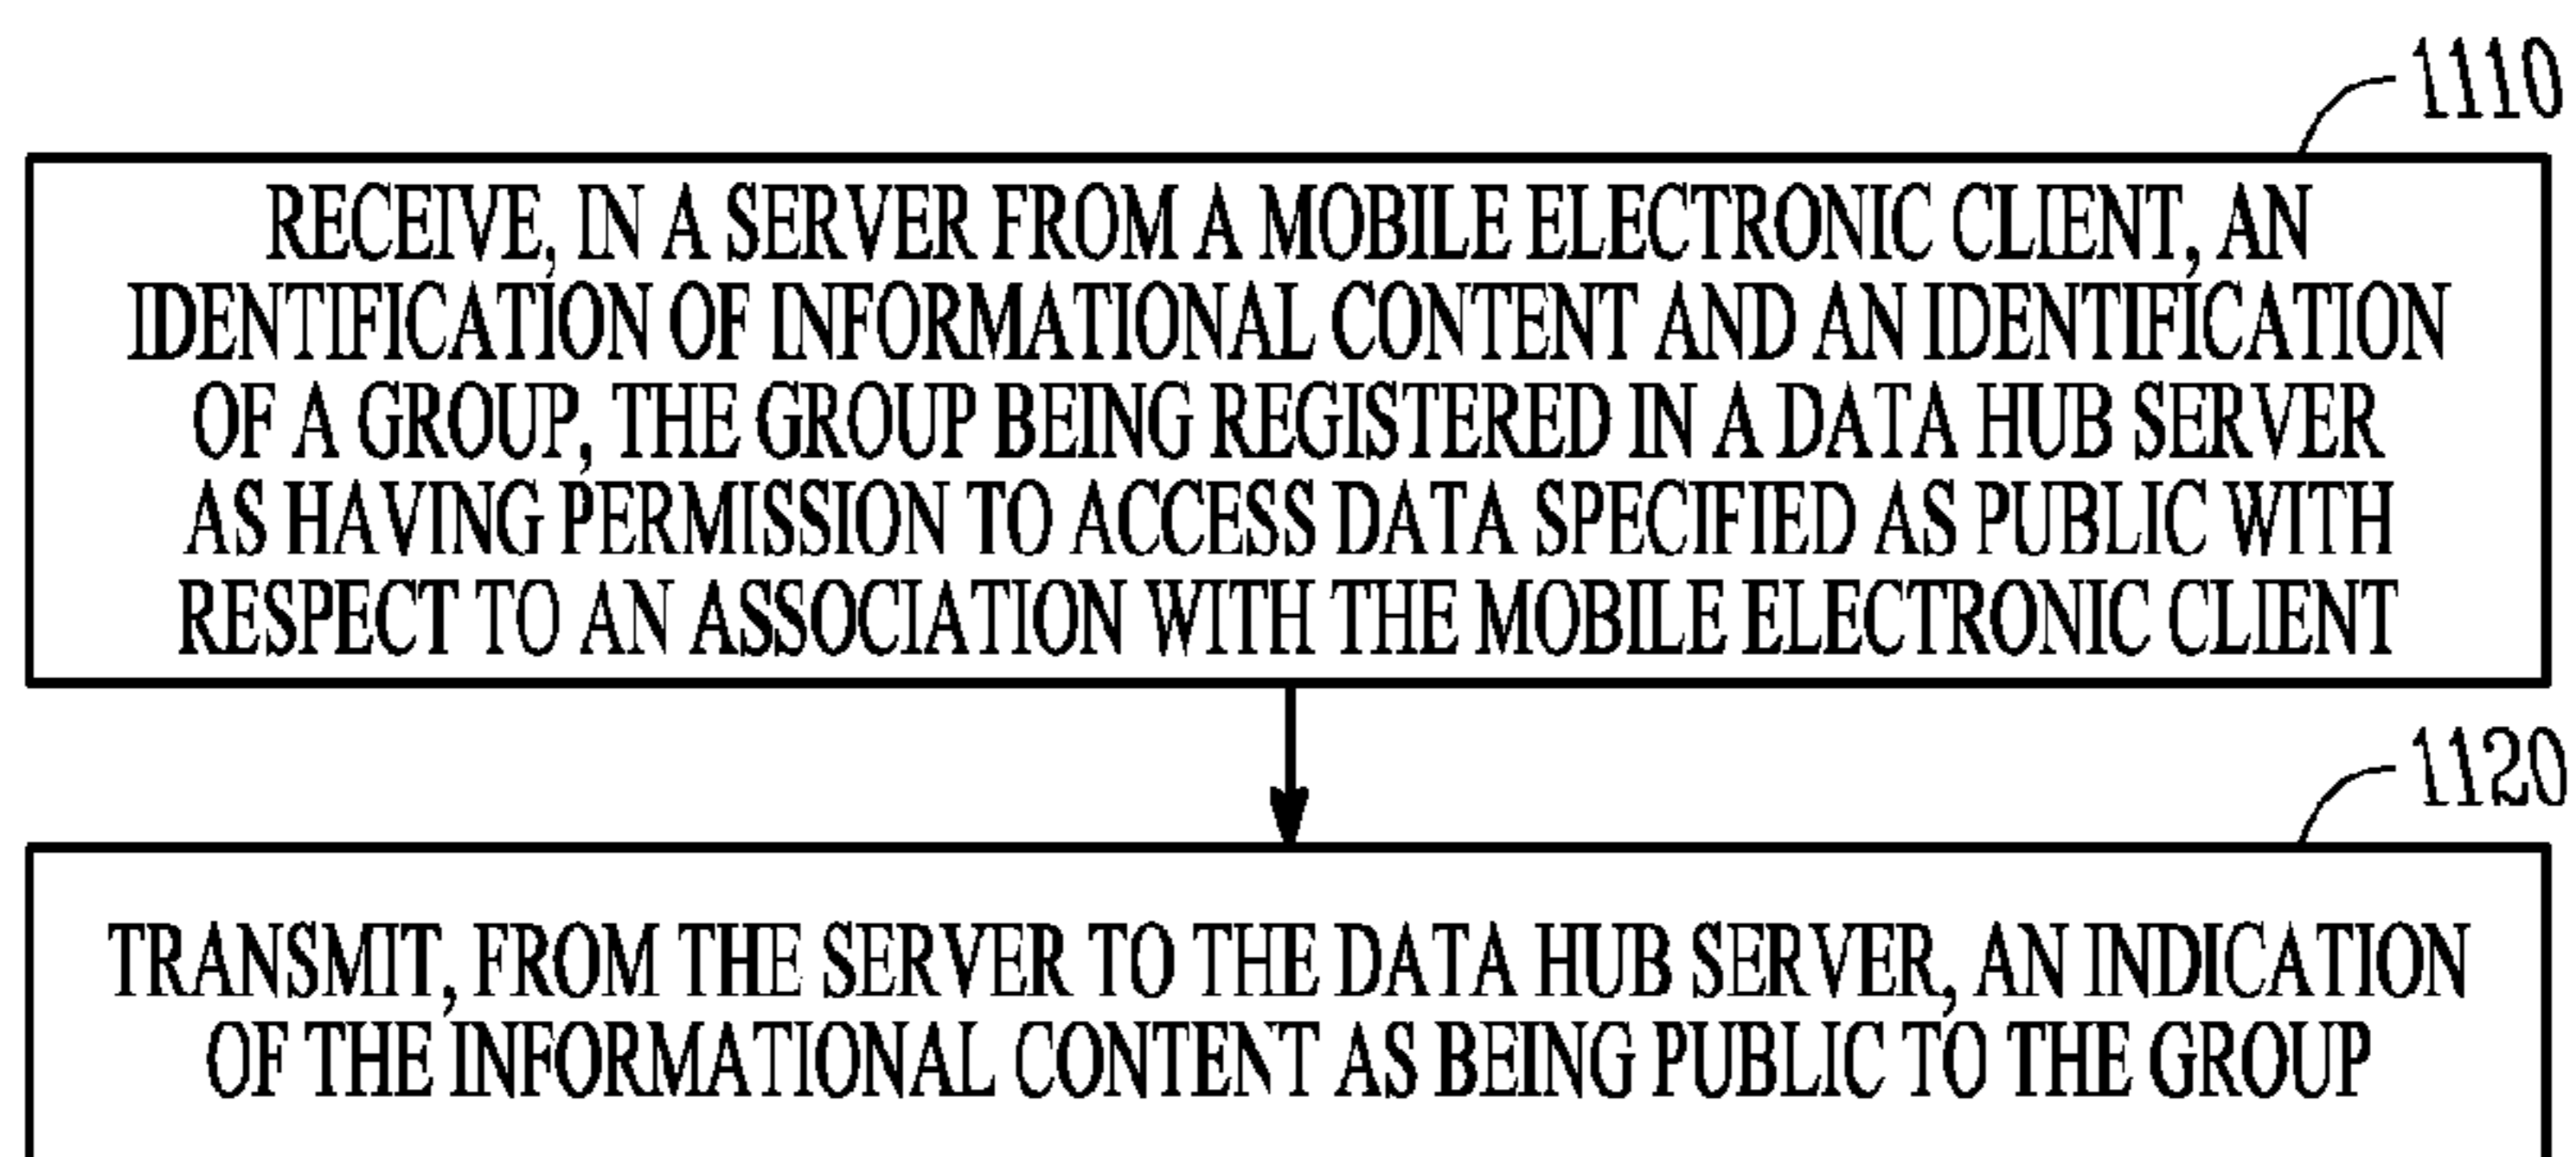 1110
RECEIVE, IN A SERVER FROM A MOBILE ELECTRONIC CLIENT, AN
IDENTIFICATION OF INFORMATIONAL CONTENT AND AN IDENTIFICATION
OF A GROUP, THE GROUP BEING REGISTERED IN A DATA HUB SERVER
AS HAVING PERMISSION TO ACCESS DATA SPECIFIED AS PUBLIC WITH
RESPECT TO AN ASSOCIATION WITH THE MOBILE ELECTRONIC CLIENT
1120
TRANSMIT, FROM THE SERVER TO THE DATA HUB SERVER, AN INDICATION
OF THE INFORMATIONAL CONTENT AS BEING PUBLIC TO THE GROUP